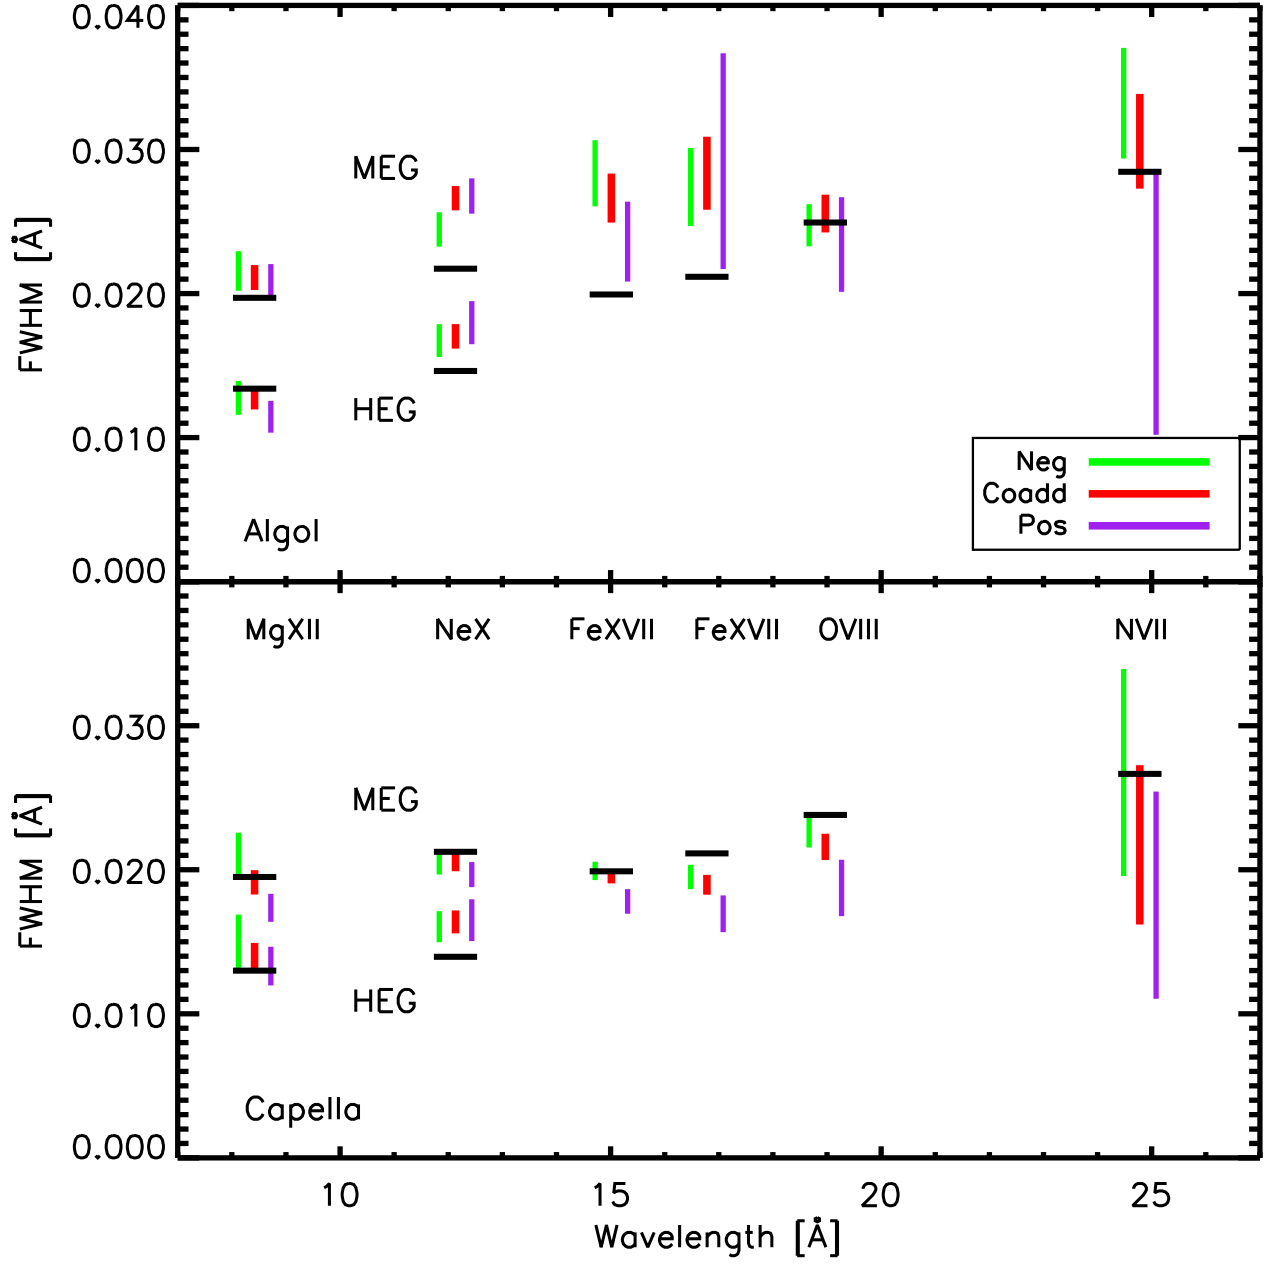 0.040
0.030
0.020
0.010
0.000
FWHM [Å]
MEG
HEG
Algol
Neg
Coadd
Pos
MgXII NeX FeXVII FeXVII OVIII NVII
0.030
0.020
0.010
0.000
FWHM [Å]
MEG
HEG
Capella
10 15 20 25
Wavelength [Å]